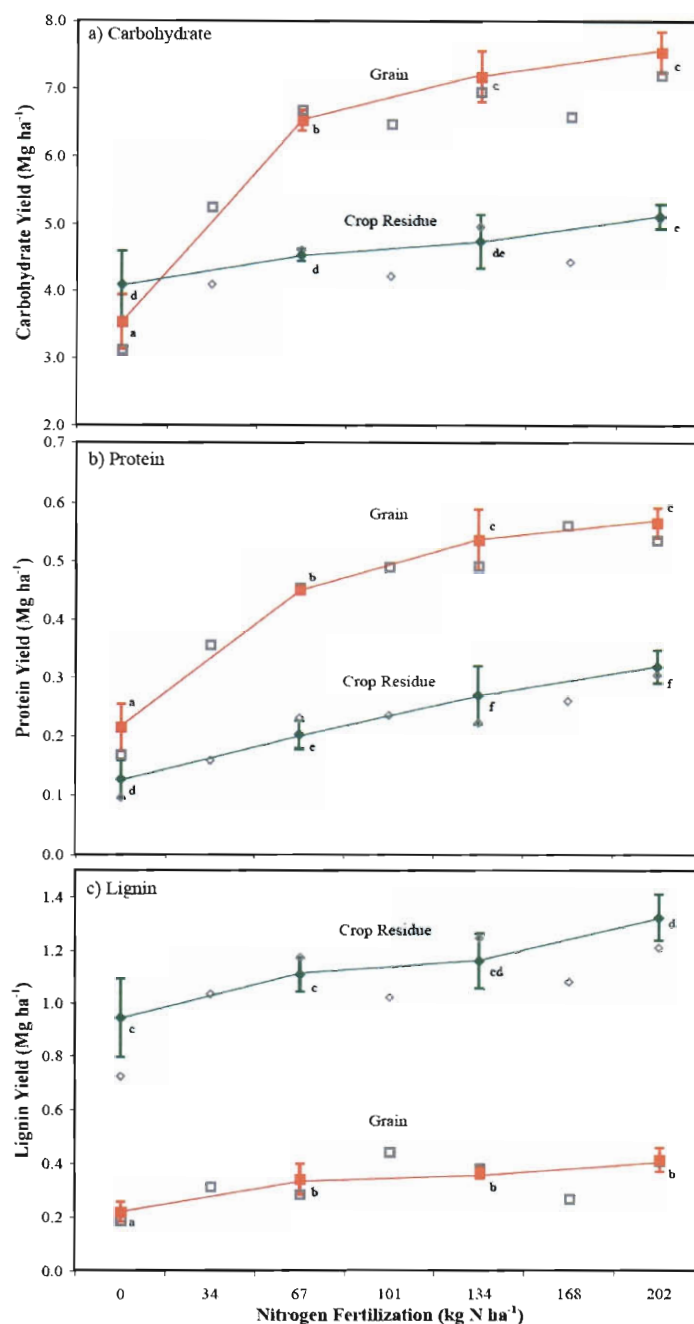 a) Carbohydrate
Carbohydrate Yield (Mg ha⁻¹)
8.0
7.0
6.0
5.0
4.0
3.0
2.0
Grain
Crop Residue
a
b
c
c
d
d
de
e
b) Protein
Protein Yield (Mg ha⁻¹)
0.7
0.6
0.5
0.4
0.3
0.2
0.1
0.0
Grain
Crop Residue
a
b
c
c
d
e
f
f
c) Lignin
Lignin Yield (Mg ha⁻¹)
1.4
1.2
1.0
0.8
0.6
0.4
0.2
0.0
Crop Residue
Grain
c
c
cd
d
a
b
b
b
0 34 67 101 134 168 202
Nitrogen Fertilization (kg N ha⁻¹)